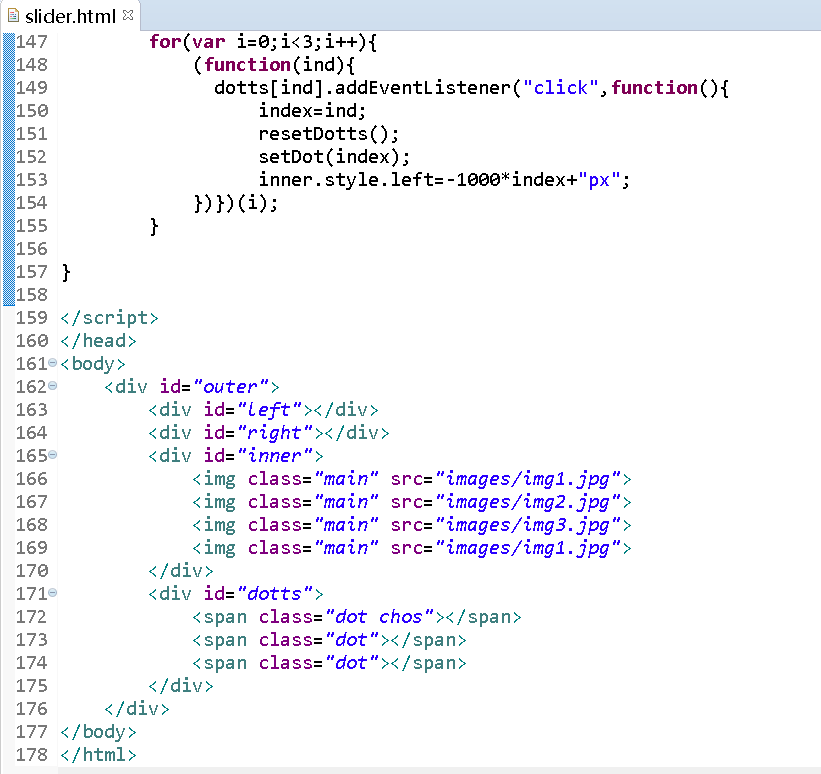 slider.html
147 for(var i=0;i<3;i++){
148 (function(ind){
149 dotts[ind].addEventListener("click",function(){
150 index=ind;
151 resetDotts();
152 setDot(index);
153 inner.style.left=-1000*index+"px";
154 })})(i);
155 }
156
157 }
158
159 </script>
160 </head>
161 <body>
162 <div id="outer">
163 <div id="left"></div>
164 <div id="right"></div>
165 <div id="inner">
166 <img class="main" src="images/img1.jpg">
167 <img class="main" src="images/img2.jpg">
168 <img class="main" src="images/img3.jpg">
169 <img class="main" src="images/img1.jpg">
170 </div>
171 <div id="dotts">
172 <span class="dot chos"></span>
173 <span class="dot"></span>
174 <span class="dot"></span>
175 </div>
176 </div>
177 </body>
178 </html>